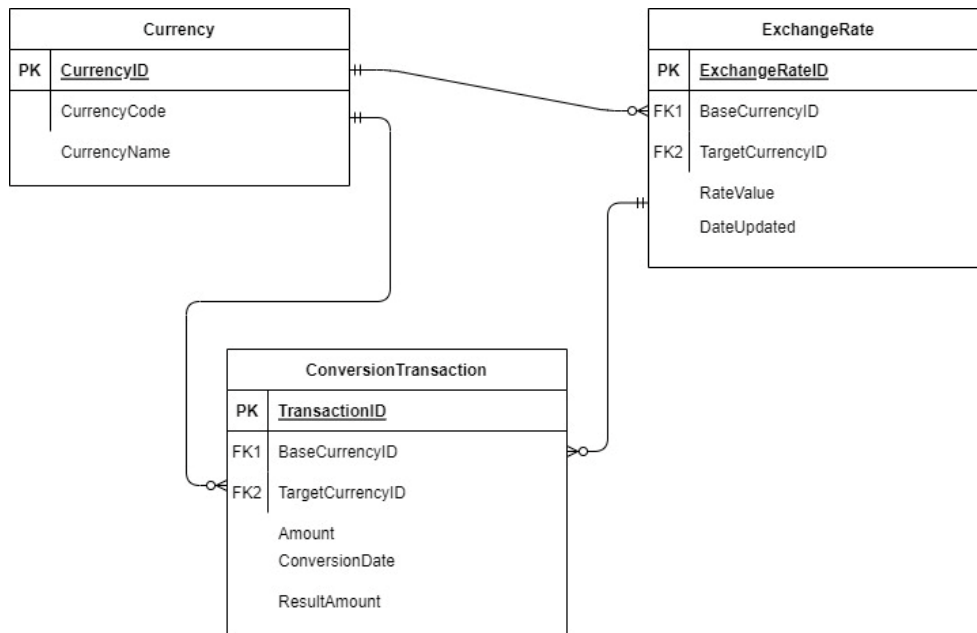 Currency
PK CurrencyID
CurrencyCode
CurrencyName
ExchangeRate
PK ExchangeRateID
FK1 BaseCurrencyID
FK2 TargetCurrencyID
RateValue
DateUpdated
ConversionTransaction
PK TransactionID
FK1 BaseCurrencyID
FK2 TargetCurrencyID
Amount
ConversionDate
ResultAmount